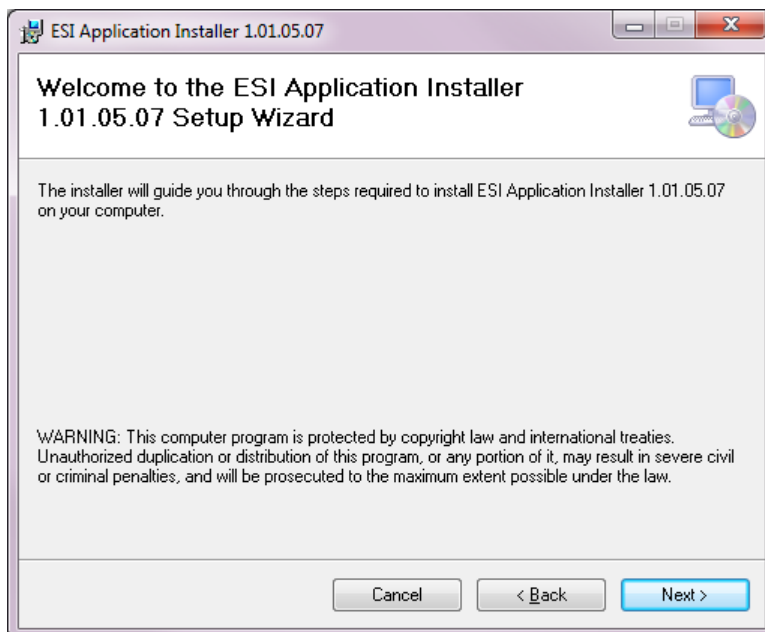 ESI Application Installer 1.01.05.07
Welcome to the ESI Application Installer
1.01.05.07 Setup Wizard
The installer will guide you through the steps required to install ESI Application Installer 1.01.05.07
on your computer.
WARNING: This computer program is protected by copyright law and international treaties.
Unauthorized duplication or distribution of this program, or any portion of it, may result in severe civil
or criminal penalties, and will be prosecuted to the maximum extent possible under the law.
Cancel
< Back
Next >